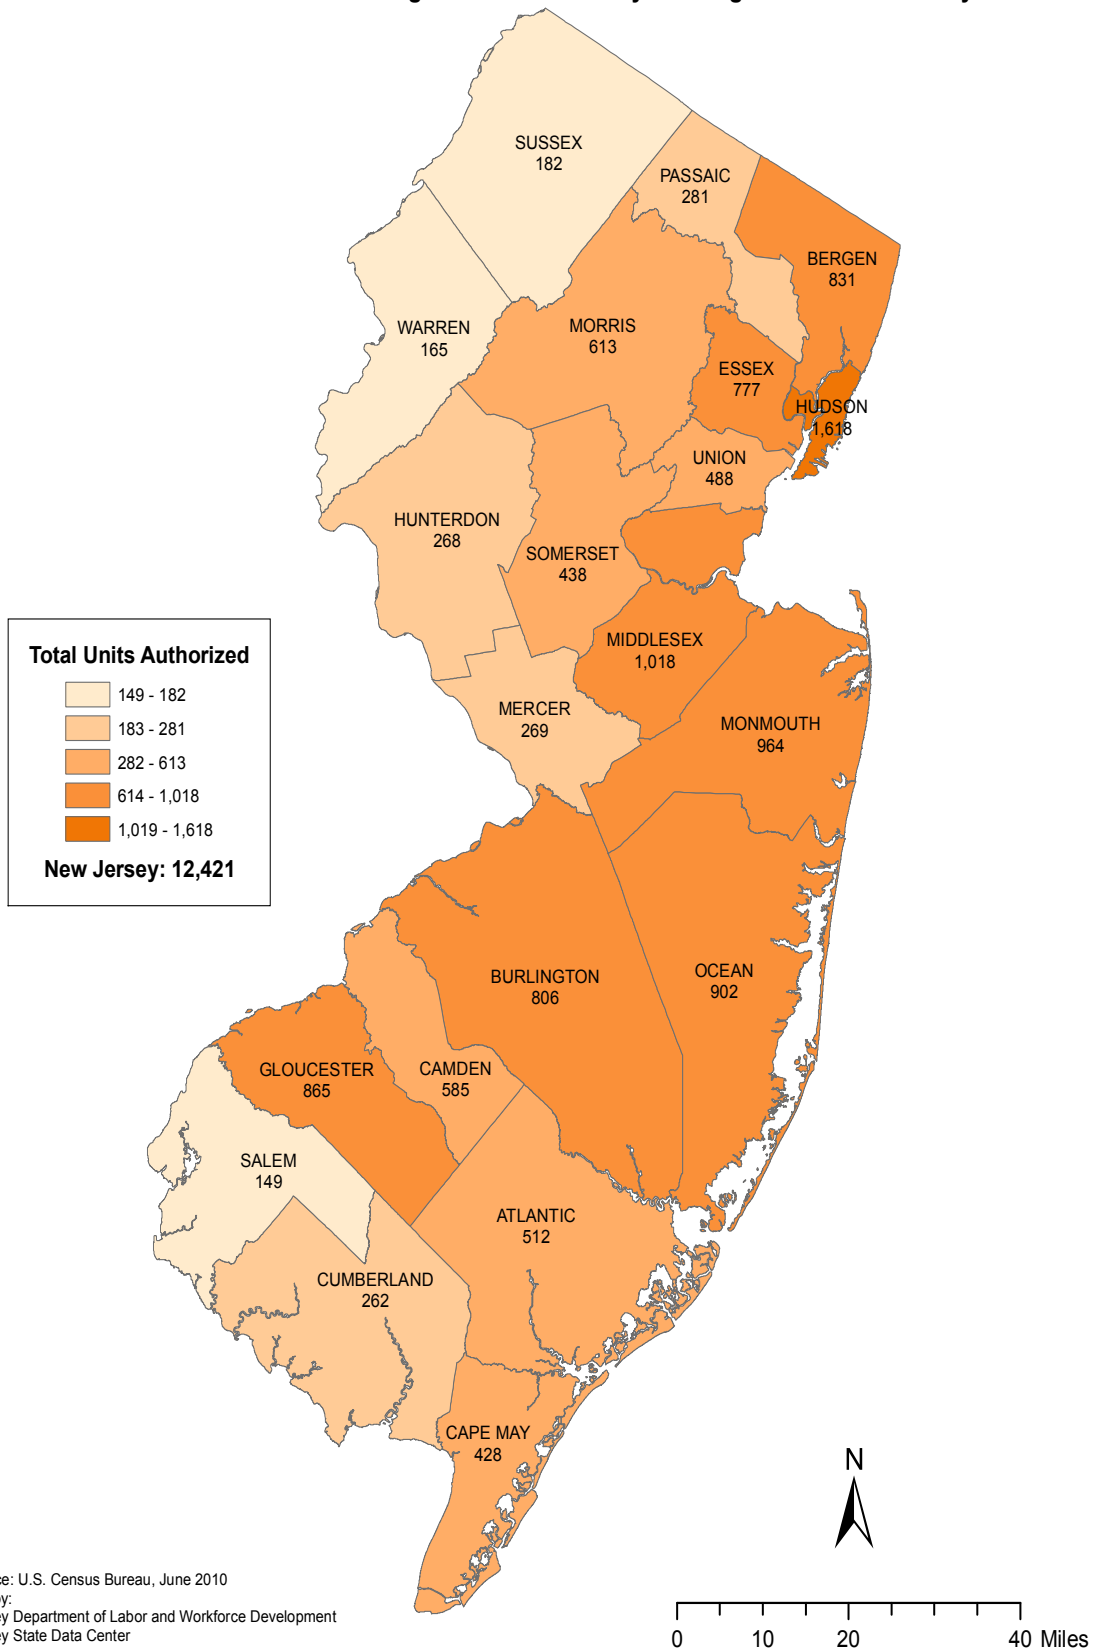 SUSSEX
182
PASSAIC
281
BERGEN
831
WARREN
165
MORRIS
613
ESSEX
777
HUDSON
1,618
UNION
488
HUNTERDON
268
SOMERSET
438
MIDDLESEX
1,018
MERCER
269
MONMOUTH
964
Total Units Authorized
149 - 182
183 - 281
282 - 613
614 - 1,018
1,019 - 1,618
New Jersey: 12,421
BURLINGTON
806
OCEAN
902
GLOUCESTER
865
CAMDEN
585
SALEM
149
ATLANTIC
512
CUMBERLAND
262
CAPE MAY
428
N
ce: U.S. Census Bureau, June 2010
by:
ey Department of Labor and Workforce Development
ey State Data Center
0 10 20 40 Miles